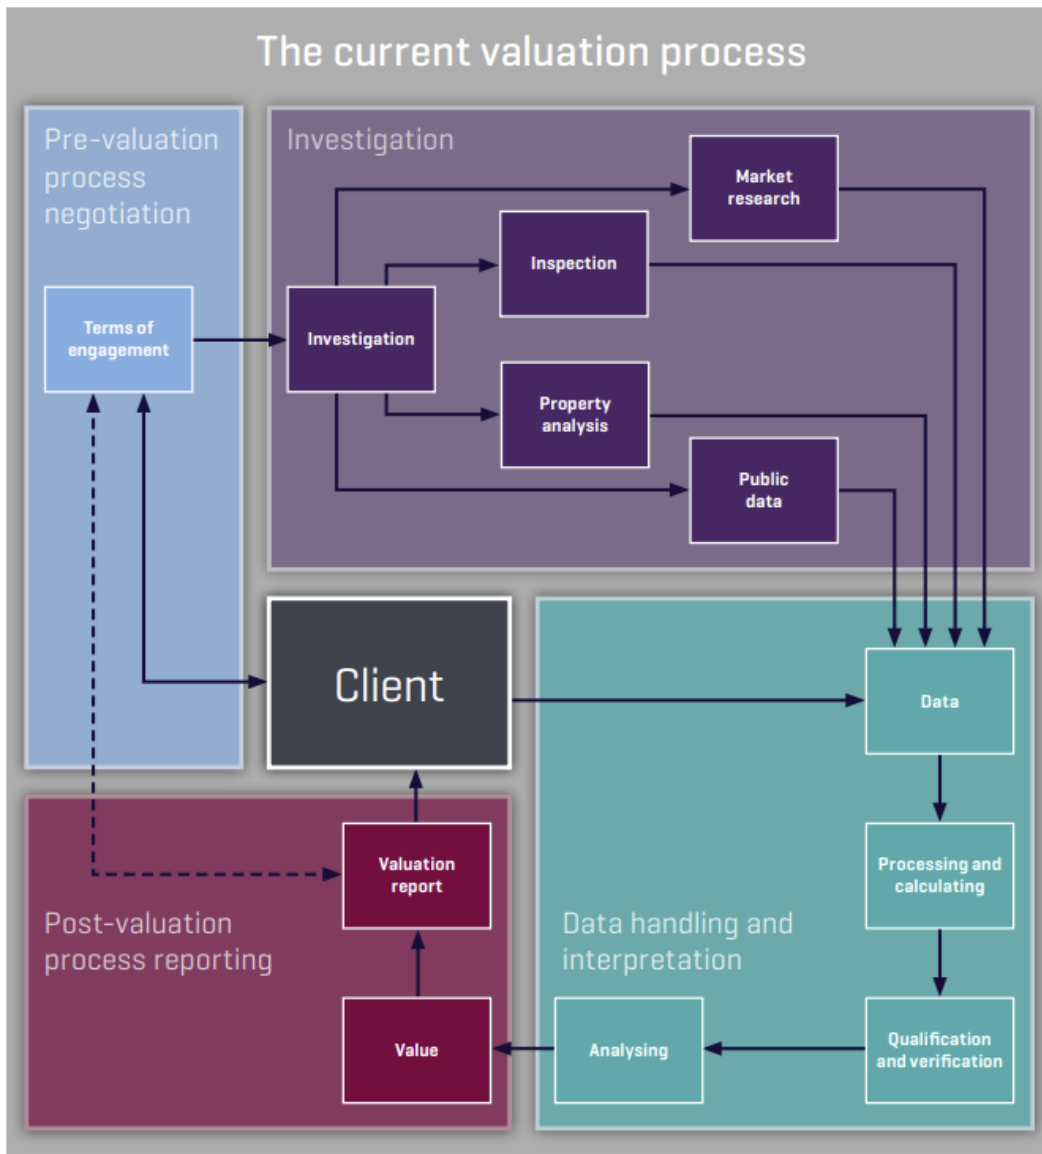 The current valuation process
Pre-valuation
process
negotiation
Terms of
engagement
Investigation
Investigation
Market
research
Inspection
Property
analysis
Public
data
Client
Data
Processing and
calculating
Qualification
and verification
Analysing
Data handling and
interpretation
Valuation
report
Value
Post-valuation
process reporting